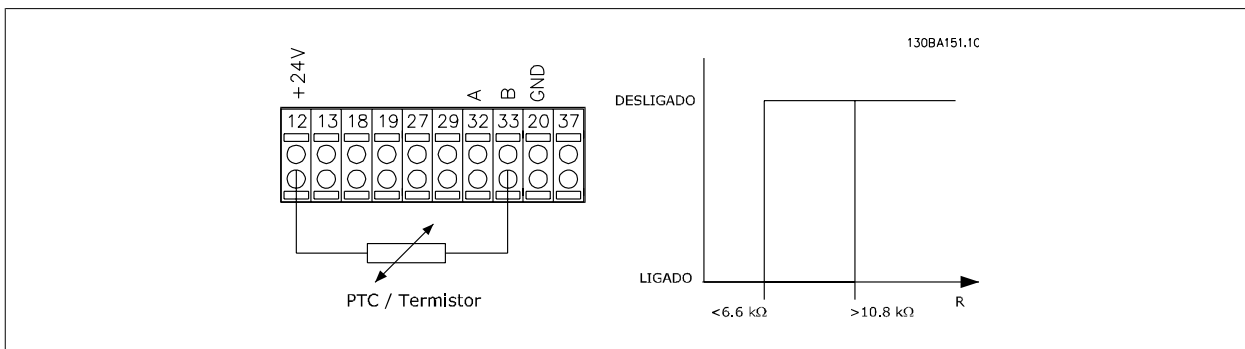 130BA151.10
+24V
A
B
GND
12 13 18 19 27 29 32 33 20 37
PTC / Termistor
DESLIGADO
LIGADO
<6.6 kΩ
>10.8 kΩ
R